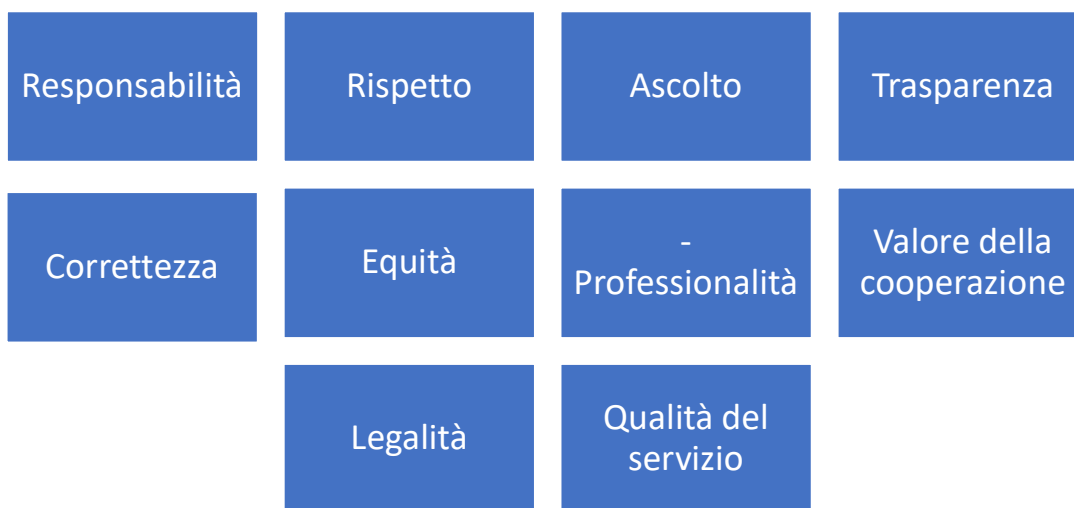 Responsabilità
Rispetto
Ascolto
Trasparenza
Correttezza
Equità
-
Professionalità
Valore della
cooperazione
Legalità
Qualità del
servizio